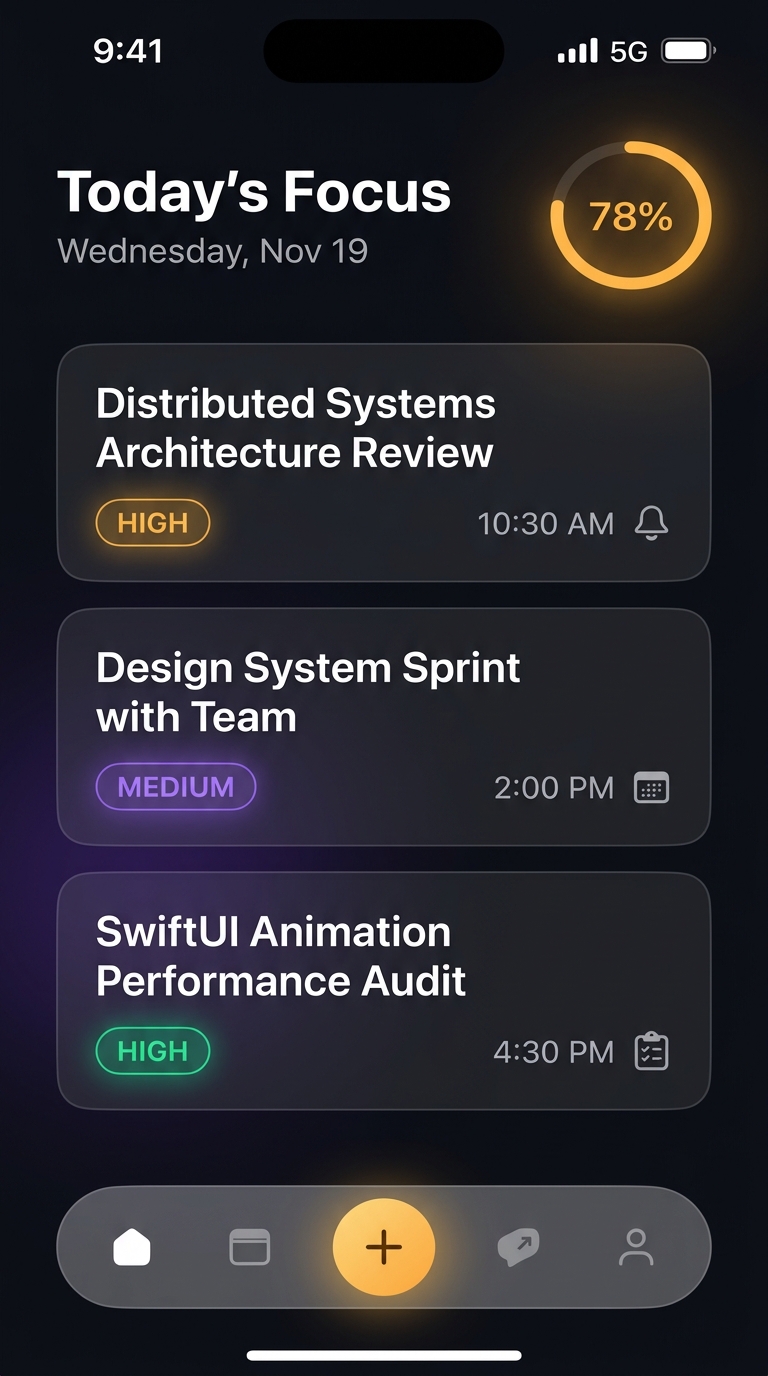 9:41
5G
Today’s Focus
Wednesday, Nov 19
78%
Distributed Systems
Architecture Review
HIGH
10:30 AM
Design System Sprint
with Team
MEDIUM
2:00 PM
SwiftUI Animation
Performance Audit
HIGH
4:30 PM